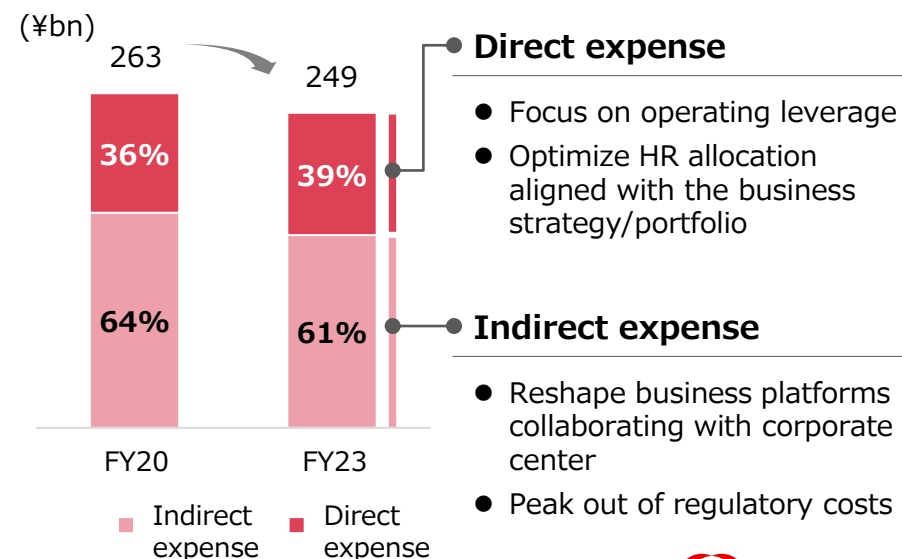 (¥bn)
263
249
36%
39%
64%
61%
FY20
FY23
Indirect
expense
Direct
expense
Direct expense
● Focus on operating leverage
● Optimize HR allocation
aligned with the business
strategy/portfolio
Indirect expense
● Reshape business platforms
collaborating with corporate
center
● Peak out of regulatory costs